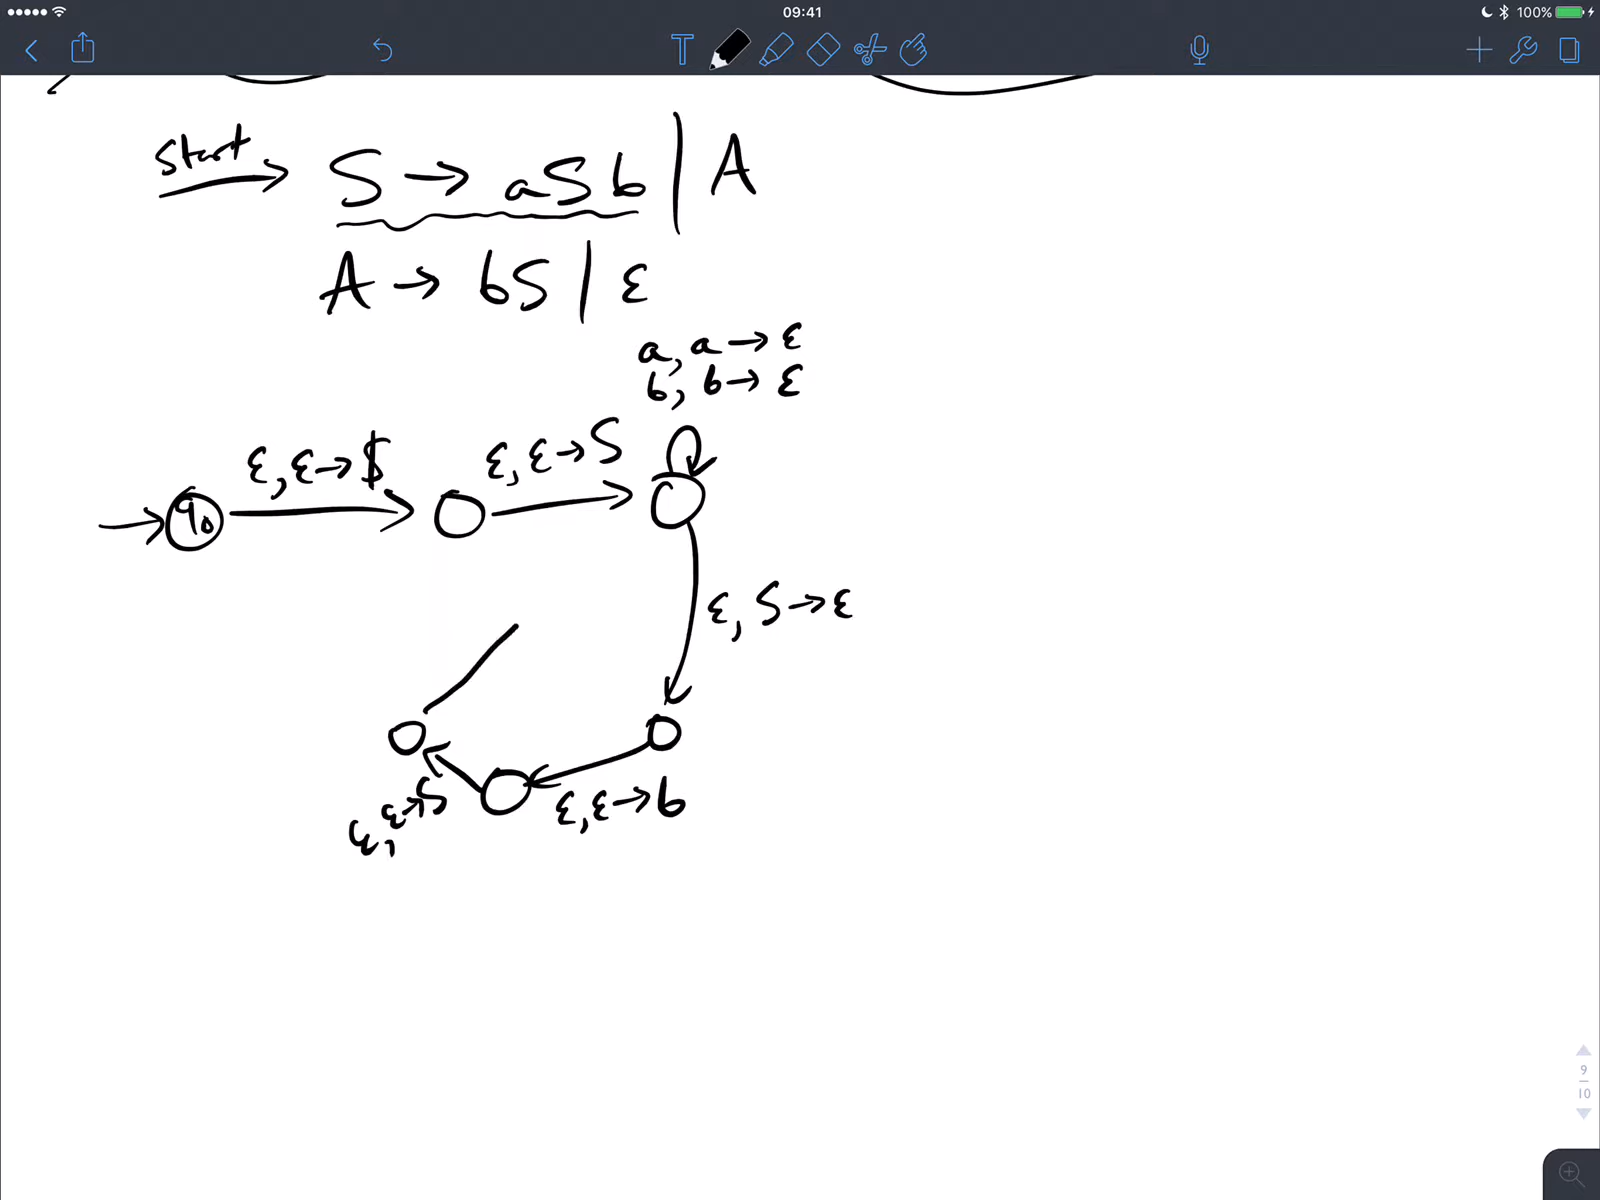 09:41
100%
T
start S → aSb | A
A → bS | ε
a, a → ε
b, b → ε
ε, ε → $
ε, ε → S
q0
ε, S → ε
ε, ε → b
ε, ε → S
9
10